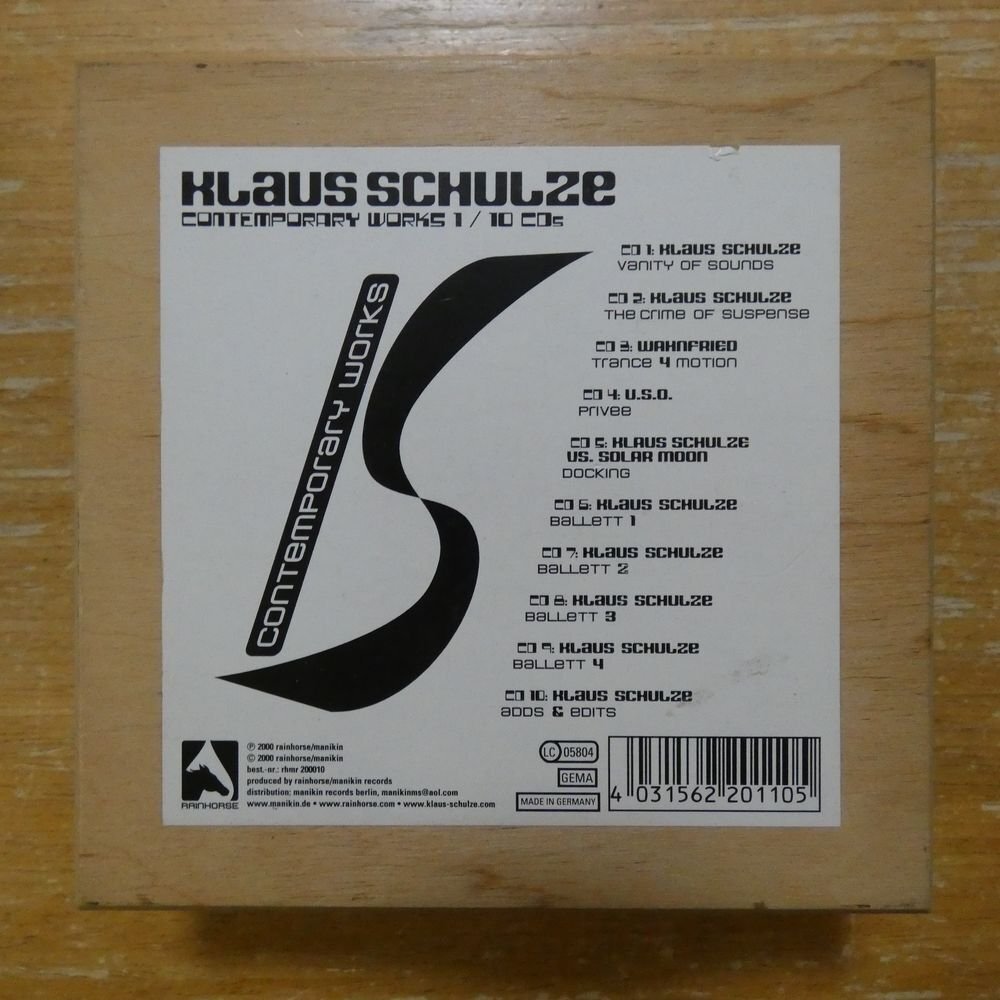 KLAUS SCHULZE
CONTEMPORARY WORKS 1 / 10 CDs
contemporary works
CD 1: KLAUS SCHULZE
VANITY OF SOUNDS
CD 2: KLAUS SCHULZE
THE CRIME OF SUSPENSE
CD 3: WAHNFRIED
TRANCE 4 MOTION
CD 4: U.S.O.
PRIVEE
CD 5: KLAUS SCHULZE
VS. SOLAR MOON
DOCKING
CD 6: KLAUS SCHULZE
BALLETT 1
CD 7: KLAUS SCHULZE
BALLETT 2
CD 8: KLAUS SCHULZE
BALLETT 3
CD 9: KLAUS SCHULZE
BALLETT 4
CD 10: KLAUS SCHULZE
ADDS & EDITS
RAINHORSE
℗ 2000 rainhorse/manikin
© 2000 rainhorse/manikin
best.-nr.: rhmr 200010
produced by rainhorse/manikin records
distribution: manikin records berlin, manikinms@aol.com
www.manikin.de • www.rainhorse.com • www.klaus-schulze.com
LC 05804
GEMA
MADE IN GERMANY
4 031562 201105